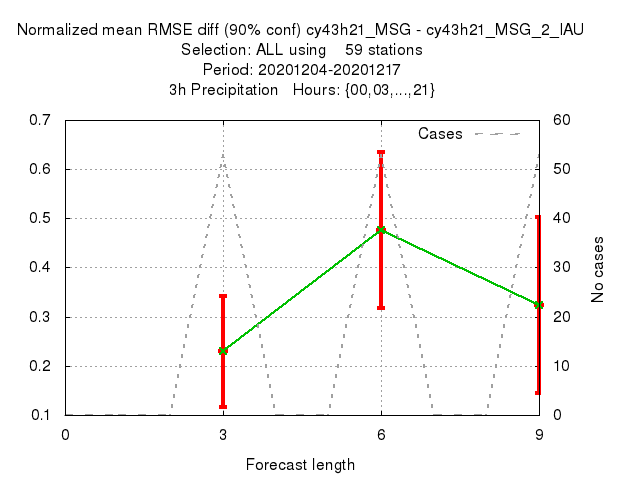 Normalized mean RMSE diff (90% conf) cy43h21_MSG - cy43h21_MSG_2_IAU
Selection: ALL using    59 stations
Period: 20201204-20201217
3h Precipitation   Hours: {00,03,...,21}
Cases
0.7
0.6
0.5
0.4
0.3
0.2
0.1
60
50
40
30
20
10
0
No cases
0
3
6
9
Forecast length